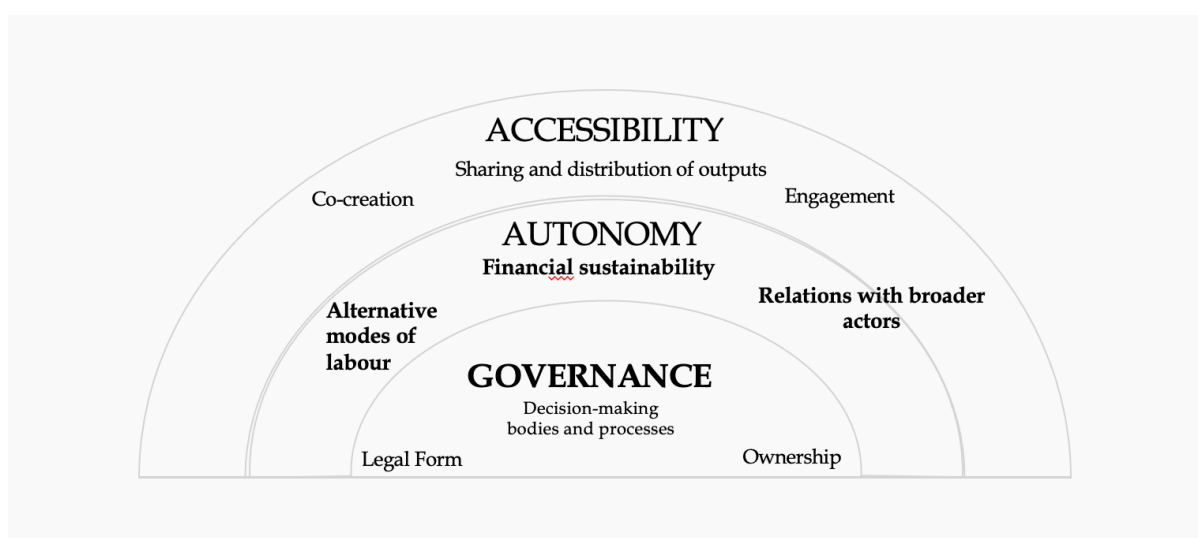 ACCESSIBILITY
Sharing and distribution of outputs
Co-creation
Engagement
AUTONOMY
Financial sustainability
Alternative
modes of
labour
Relations with broader
actors
GOVERNANCE
Decision-making
bodies and processes
Legal Form
Ownership